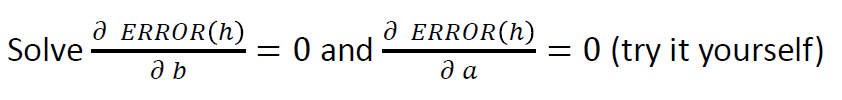 Solve ∂ ERROR(h) / ∂ b = 0 and ∂ ERROR(h) / ∂ a = 0 (try it yourself)